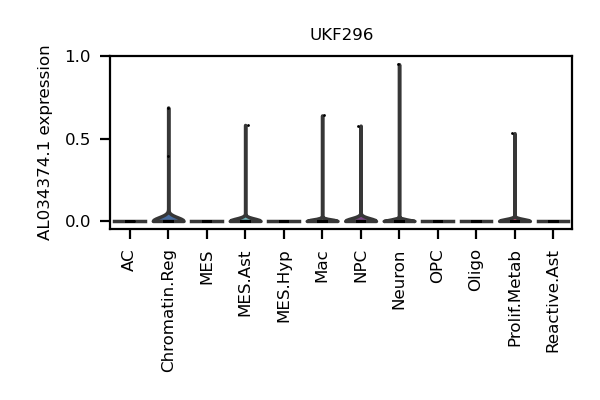 UKF296
AL034374.1 expression
1.0
0.5
0.0
AC
Chromatin.Reg
MES
MES.Ast
MES.Hyp
Mac
NPC
Neuron
OPC
Oligo
Prolif.Metab
Reactive.Ast